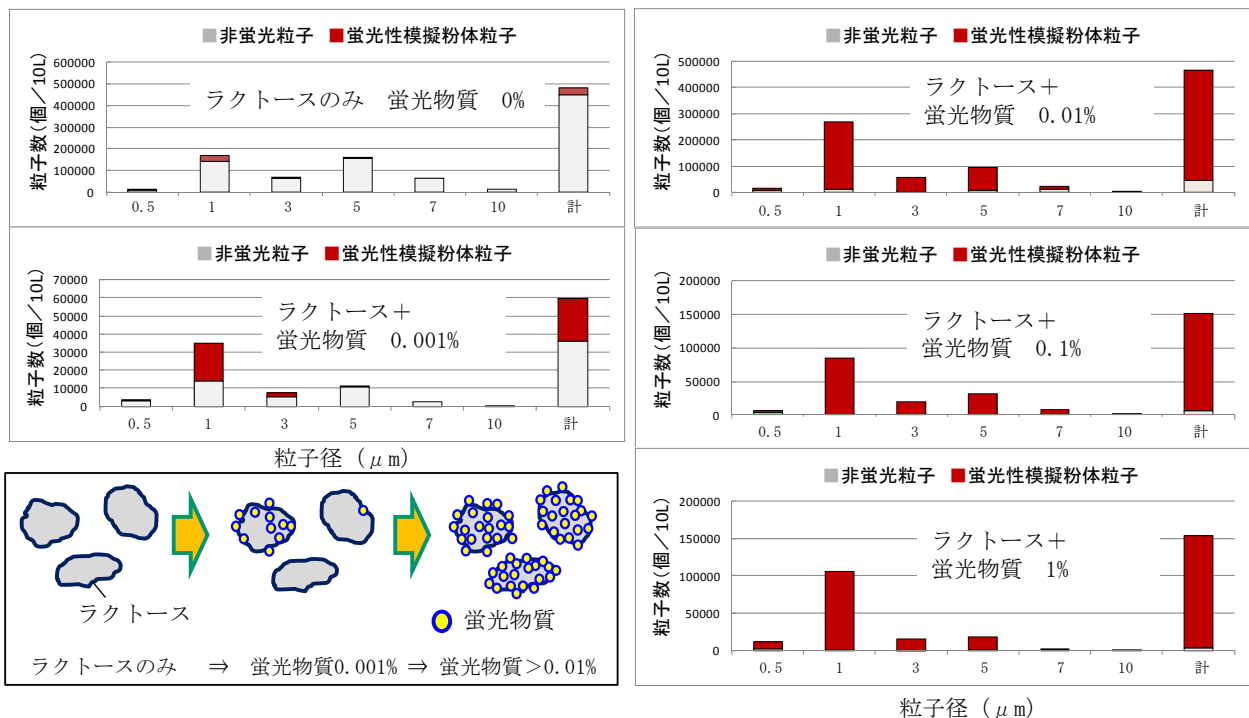 非蛍光粒子 蛍光性模擬粉体粒子
粒子数(個/10L)
600000
500000
400000
300000
200000
100000
0
ラクトースのみ 蛍光物質 0%
0.5 1 3 5 7 10 計
非蛍光粒子 蛍光性模擬粉体粒子
粒子数(個/10L)
70000
60000
50000
40000
30000
20000
10000
0
ラクトース+
蛍光物質 0.001%
0.5 1 3 5 7 10 計
粒子径 (μm)
ラクトース
蛍光物質
ラクトースのみ ⇒ 蛍光物質0.001% ⇒ 蛍光物質>0.01%
非蛍光粒子 蛍光性模擬粉体粒子
粒子数(個/10L)
500000
400000
300000
200000
100000
0
ラクトース+
蛍光物質 0.01%
0.5 1 3 5 7 10 計
非蛍光粒子 蛍光性模擬粉体粒子
粒子数(個/10L)
200000
150000
100000
50000
0
ラクトース+
蛍光物質 0.1%
0.5 1 3 5 7 10 計
非蛍光粒子 蛍光性模擬粉体粒子
粒子数(個/10L)
200000
150000
100000
50000
0
ラクトース+
蛍光物質 1%
0.5 1 3 5 7 10 計
粒子径 (μm)